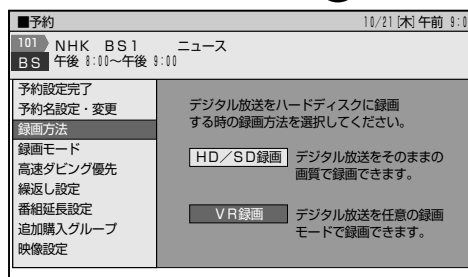 ■予約 10/21[木]午前 9:0
101 NHK BS1 ニュース
BS 午後 8:00～午後 9:00
予約設定完了
予約名設定・変更
録画方法
録画モード
高速ダビング優先
繰返し設定
番組延長設定
追加購入グループ
映像設定
デジタル放送をハードディスクに録画
する時の録画方法を選択してください。
HD／SD録画 デジタル放送をそのままの
画質で録画できます。
VR録画 デジタル放送を任意の録画
モードで録画できます。